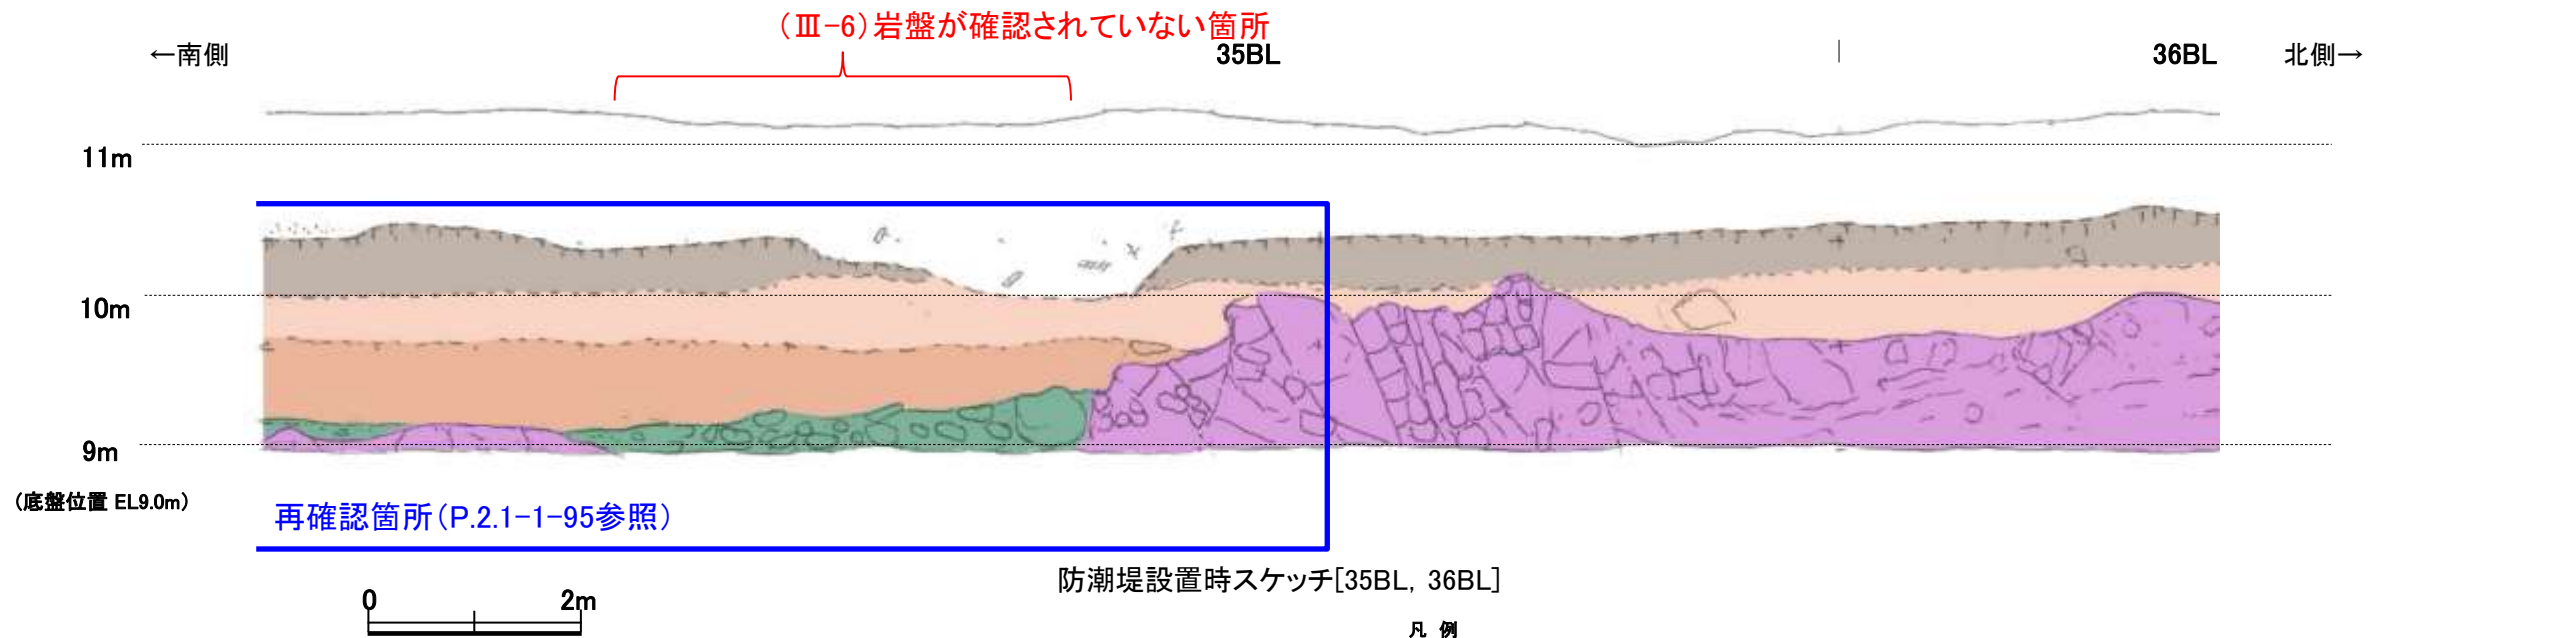 (Ⅲ-6)岩盤が確認されていない箇所
←南側
35BL
36BL
北側→
11m
10m
9m
(底盤位置 EL9.0m)
再確認箇所(P.2.1-1-95参照)
防潮堤設置時スケッチ[35BL, 36BL]
0
2m
凡 例